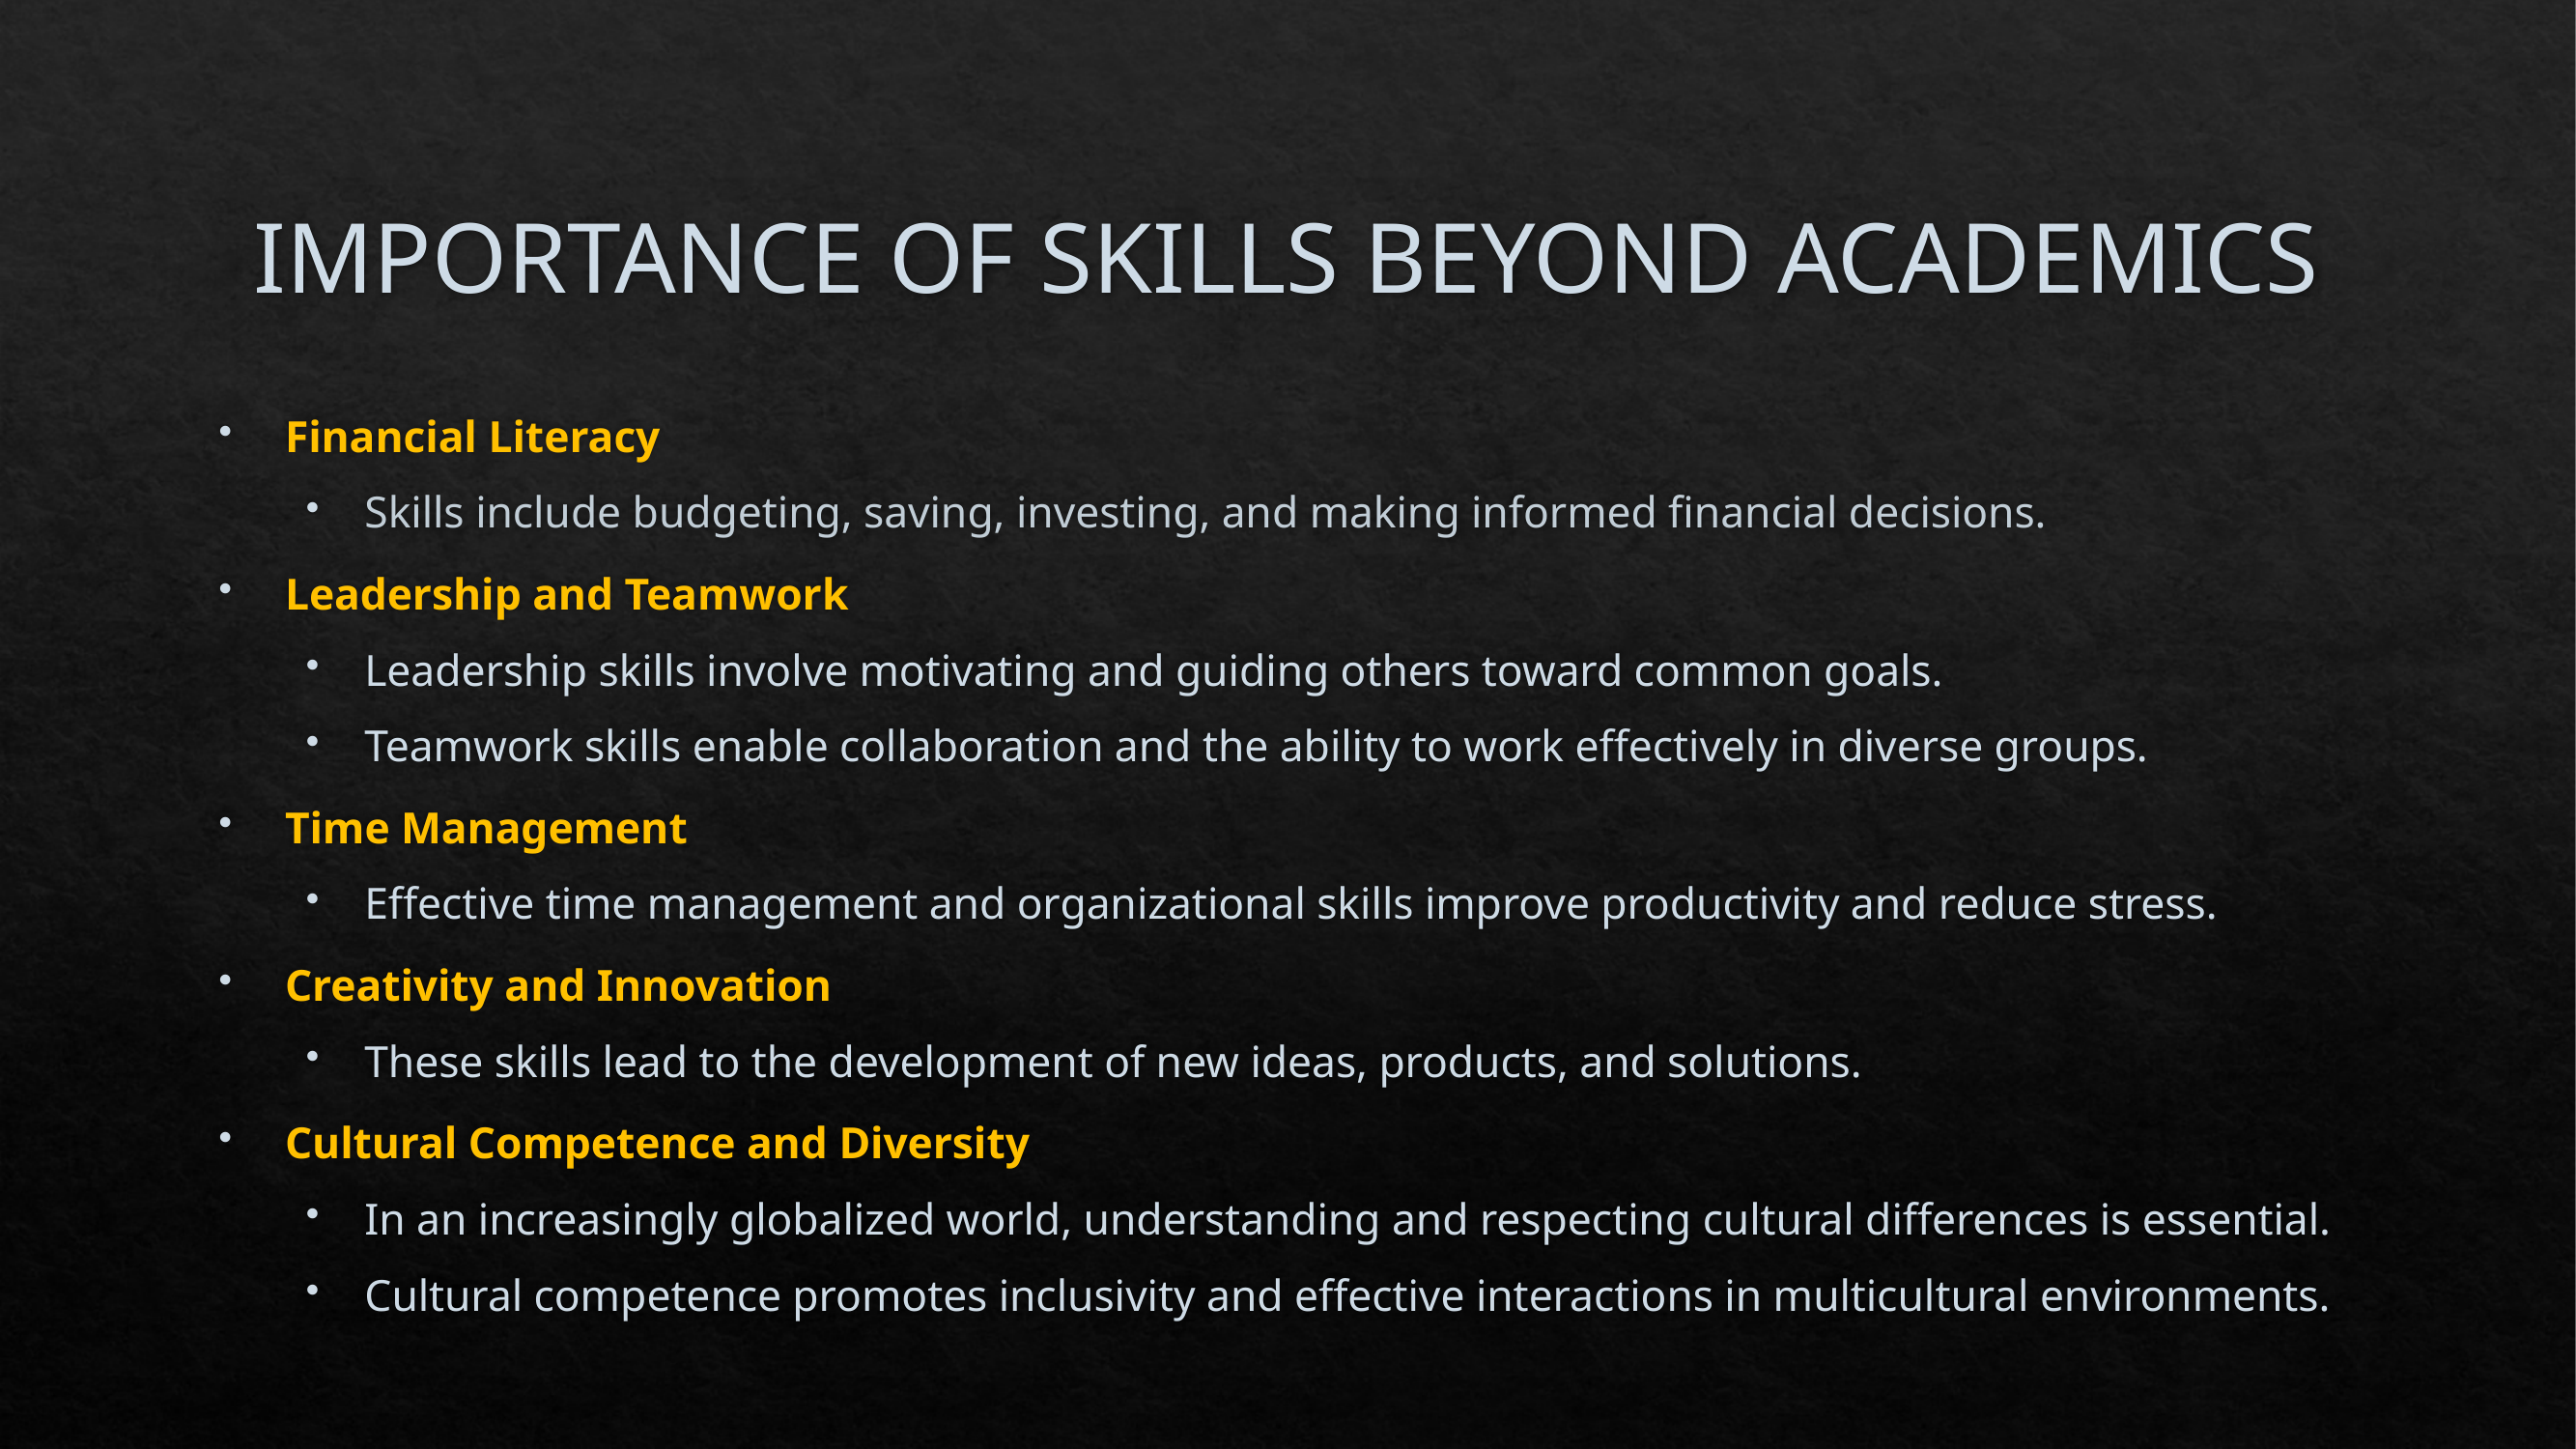 IMPORTANCE OF SKILLS BEYOND ACADEMICS
• Financial Literacy
• Skills include budgeting, saving, investing, and making informed financial decisions.
• Leadership and Teamwork
• Leadership skills involve motivating and guiding others toward common goals.
• Teamwork skills enable collaboration and the ability to work effectively in diverse groups.
• Time Management
• Effective time management and organizational skills improve productivity and reduce stress.
• Creativity and Innovation
• These skills lead to the development of new ideas, products, and solutions.
• Cultural Competence and Diversity
• In an increasingly globalized world, understanding and respecting cultural differences is essential.
• Cultural competence promotes inclusivity and effective interactions in multicultural environments.